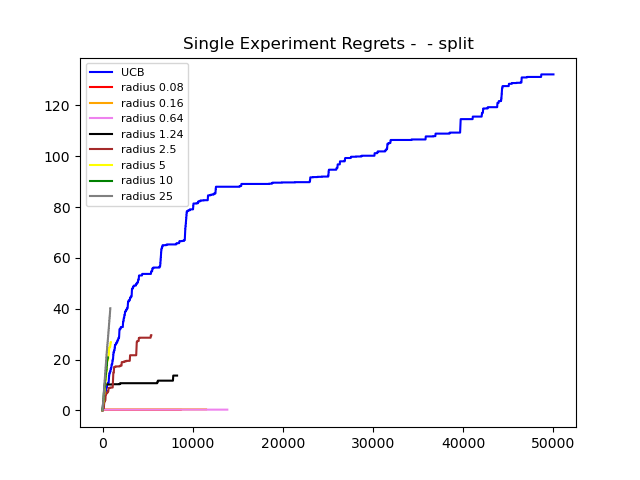 Single Experiment Regrets -  - split
UCB
radius 0.08
radius 0.16
radius 0.64
radius 1.24
radius 2.5
radius 5
radius 10
radius 25
120
100
80
60
40
20
0
0 10000 20000 30000 40000 50000